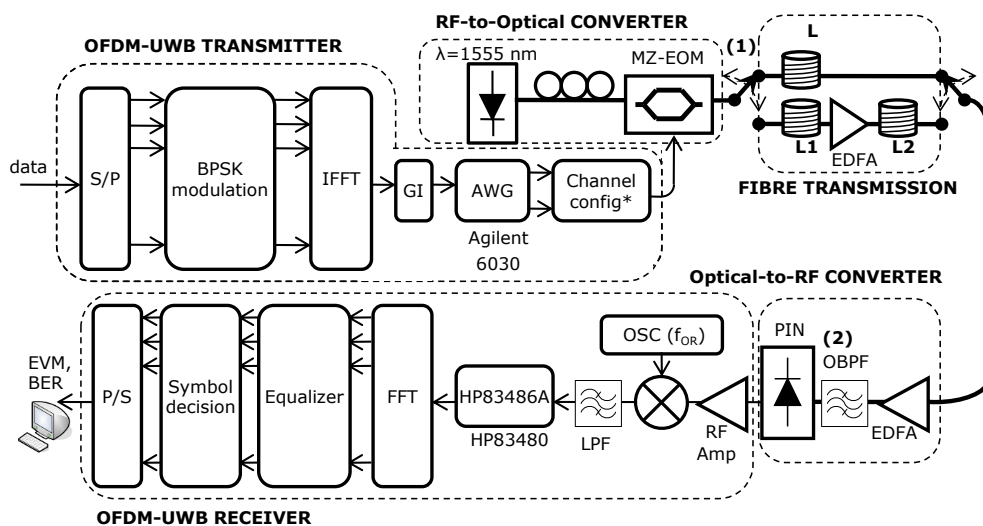 RF-to-Optical CONVERTER
OFDM-UWB TRANSMITTER
λ=1555 nm
MZ-EOM
(1)
L
data
S/P
BPSK
modulation
IFFT
GI
AWG
Channel
config*
Agilent
6030
L1
EDFA
L2
FIBRE TRANSMISSION
Optical-to-RF CONVERTER
EVM,
BER
P/S
Symbol
decision
Equalizer
FFT
HP83486A
HP83480
LPF
OSC (fOR)
RF
Amp
PIN
(2)
OBPF
EDFA
OFDM-UWB RECEIVER